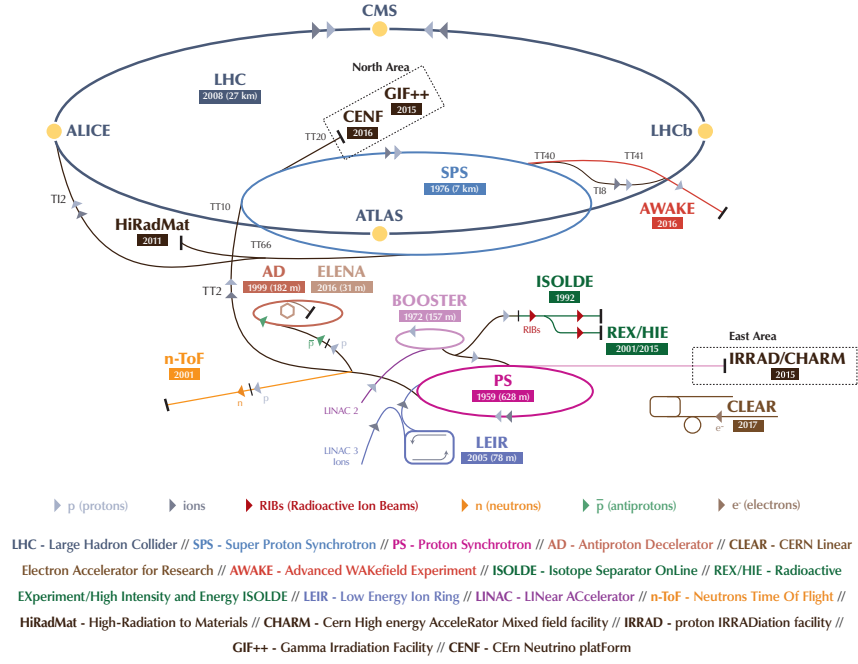 CMS
North Area
LHC
2008 (27 km)
GIF++
2015
CENF
2016
TT20
ALICE
LHCb
TT40
TT41
SPS
1976 (7 km)
TI8
TI2
TT10
AWAKE
2016
ATLAS
HiRadMat
2011
TT66
AD
1999 (182 m)
ELENA
2016 (31 m)
TT2
ISOLDE
1992
BOOSTER
1972 (157 m)
RIBs
REX/HIE
2001/2015
East Area
p̅
p
n-ToF
2001
IRRAD/CHARM
2015
PS
1959 (628 m)
n
p
LINAC 2
CLEAR
2017
e-
LEIR
2005 (78 m)
LINAC 3
Ions
p (protons)
ions
RIBs (Radioactive Ion Beams)
n (neutrons)
p̅ (antiprotons)
e- (electrons)
LHC - Large Hadron Collider // SPS - Super Proton Synchrotron // PS - Proton Synchrotron // AD - Antiproton Decelerator // CLEAR - CERN Linear
Electron Accelerator for Research // AWAKE - Advanced WAKefield Experiment // ISOLDE - Isotope Separator OnLine // REX/HIE - Radioactive
EXperiment/High Intensity and Energy ISOLDE // LEIR - Low Energy Ion Ring // LINAC - LINear ACcelerator // n-ToF - Neutrons Time Of Flight //
HiRadMat - High-Radiation to Materials // CHARM - Cern High energy AcceleRator Mixed field facility // IRRAD - proton IRRADiation facility //
GIF++ - Gamma Irradiation Facility // CENF - CErn Neutrino platForm